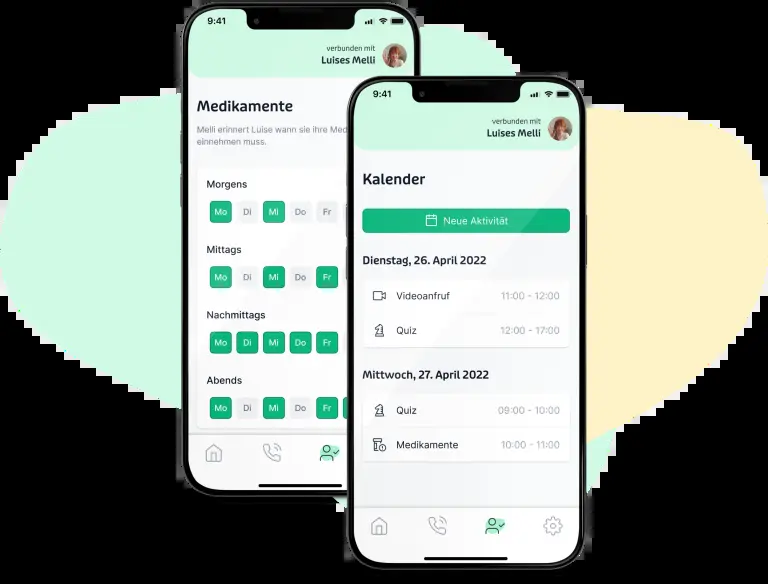 9:41
verbunden mit
Luises Melli
Medikamente
Melli erinnert Luise wann sie ihre Med
einnehmen muss.
Morgens
Mo Di Mi Do Fr
Mittags
Mo Di Mi Do Fr
Nachmittags
Mo Di Mi Do Fr
Abends
Mo Di Mi Do Fr
9:41
verbunden mit
Luises Melli
Kalender
Neue Aktivität
Dienstag, 26. April 2022
Videoanfruf 11:00 - 12:00
Quiz 12:00 - 17:00
Mittwoch, 27. April 2022
Quiz 09:00 - 10:00
Medikamente 10:00 - 11:00